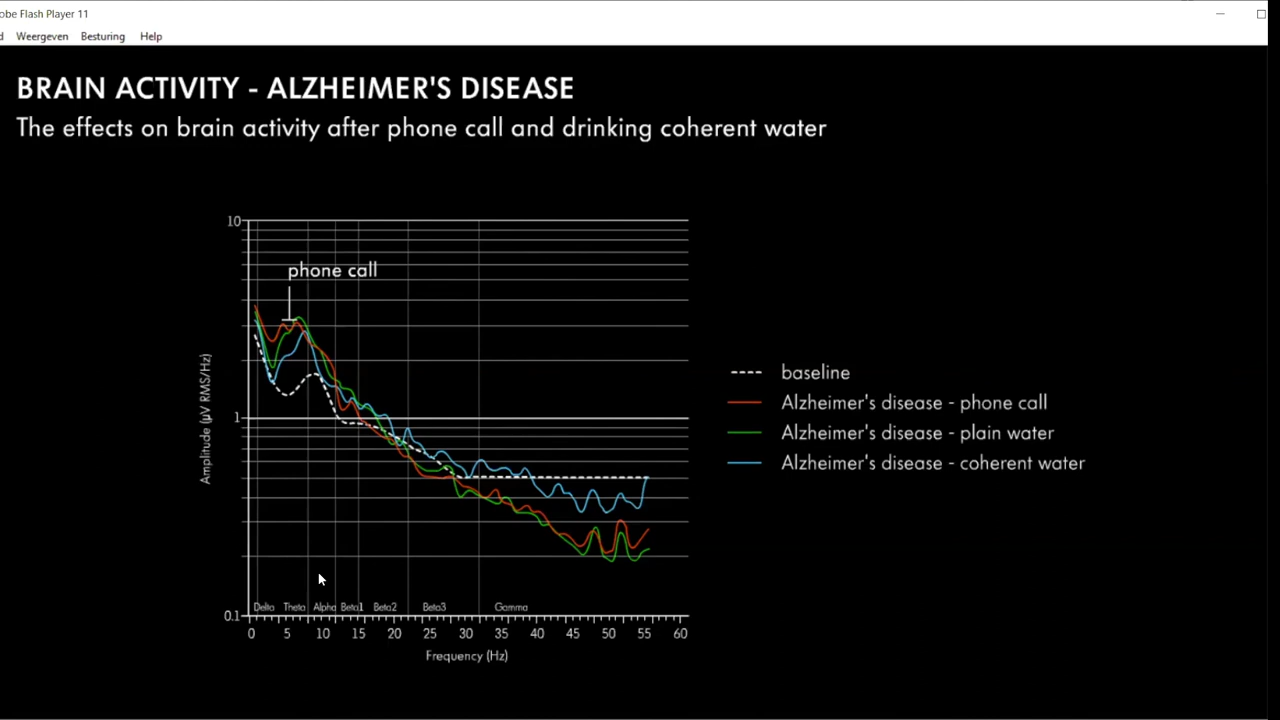 obe Flash Player 11
d Weergeven Besturing Help
BRAIN ACTIVITY - ALZHEIMER'S DISEASE
The effects on brain activity after phone call and drinking coherent water
10
phone call
1
0.1
Amplitude (µV RMS/Hz)
baseline
Alzheimer's disease - phone call
Alzheimer's disease - plain water
Alzheimer's disease - coherent water
Delta Theta Alpha Beta1 Beta2 Beta3 Gamma
0 5 10 15 20 25 30 35 40 45 50 55 60
Frequency (Hz)